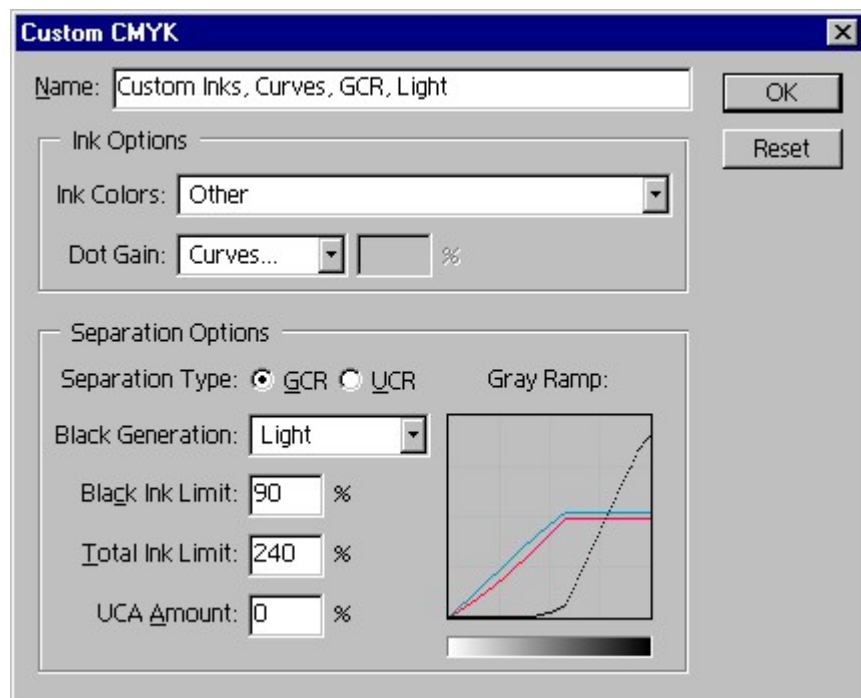 Custom CMYK
Name: Custom Inks, Curves, GCR, Light
OK
Reset
Ink Options
Ink Colors: Other
Dot Gain: Curves... %
Separation Options
Separation Type: GCR UCR
Gray Ramp:
Black Generation: Light
Black Ink Limit: 90 %
Total Ink Limit: 240 %
UCA Amount: 0 %